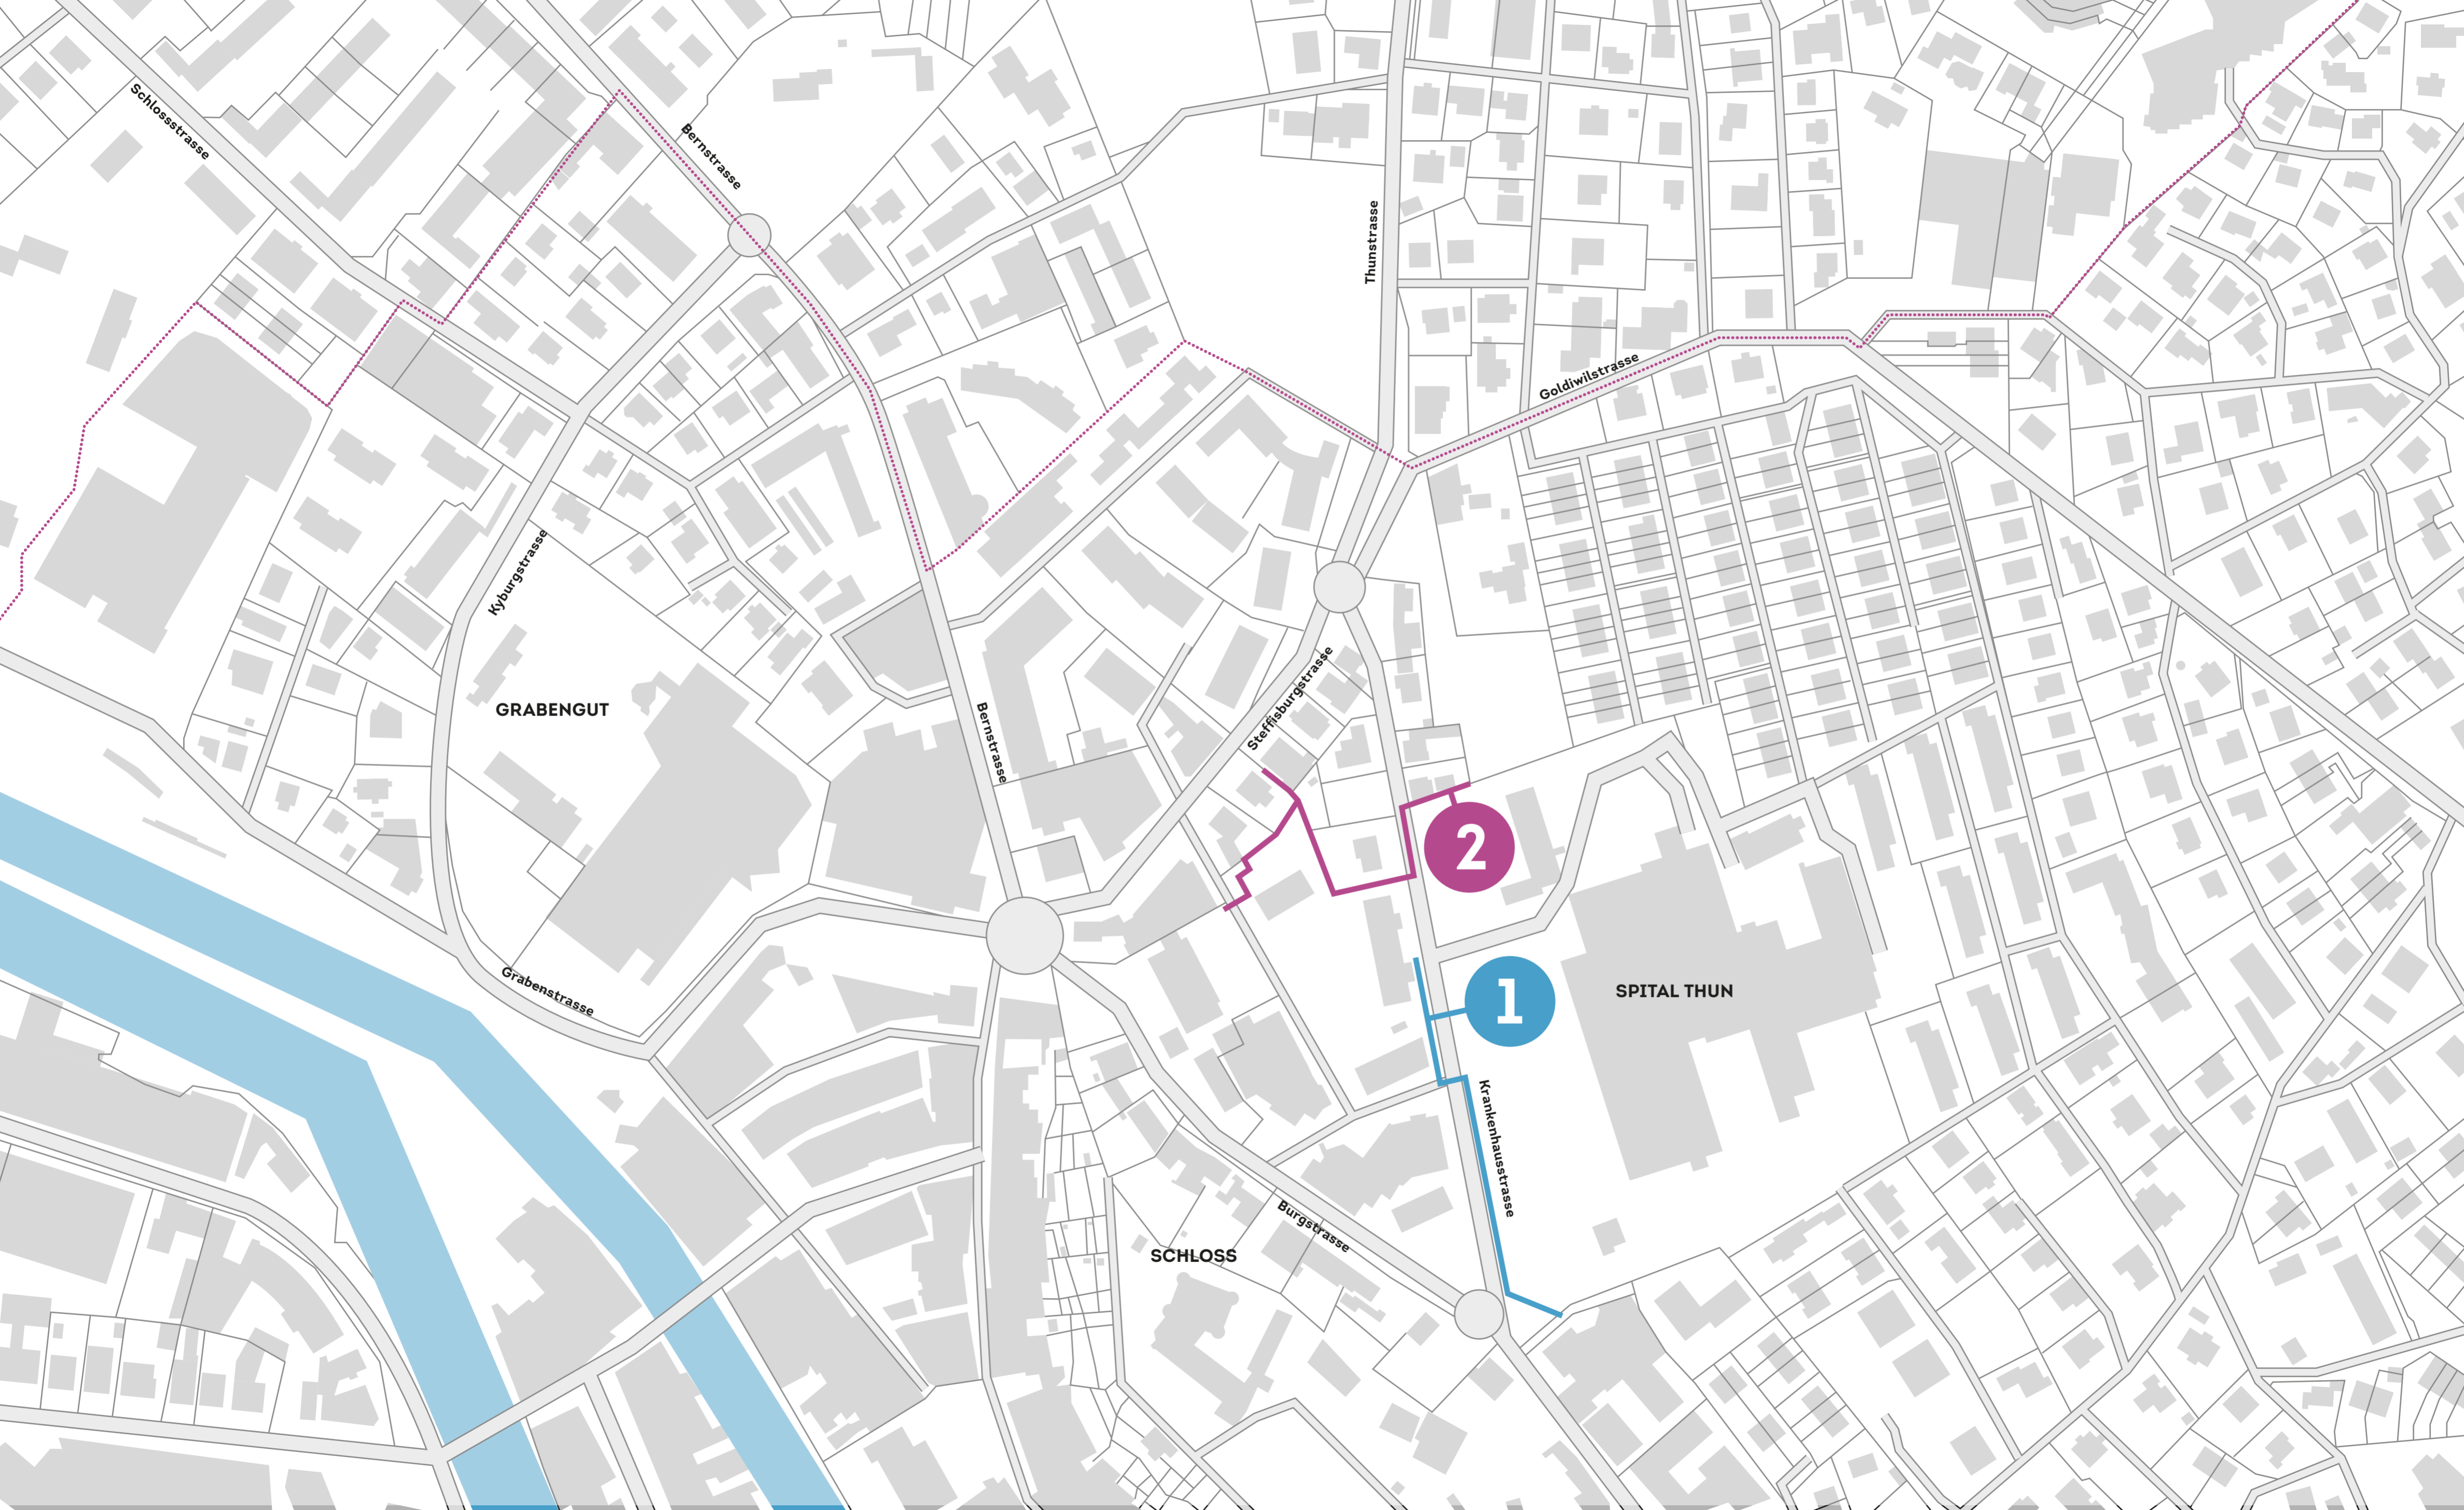 Schlossstrasse
Bernstrasse
Thunstrasse
Goldiwilstrasse
Kyburgstrasse
GRABENGUT
Bernstrasse
Steffisburgstrasse
2
Grabenstrasse
1
SPITAL THUN
Krankenhausstrasse
Burgstrasse
SCHLOSS